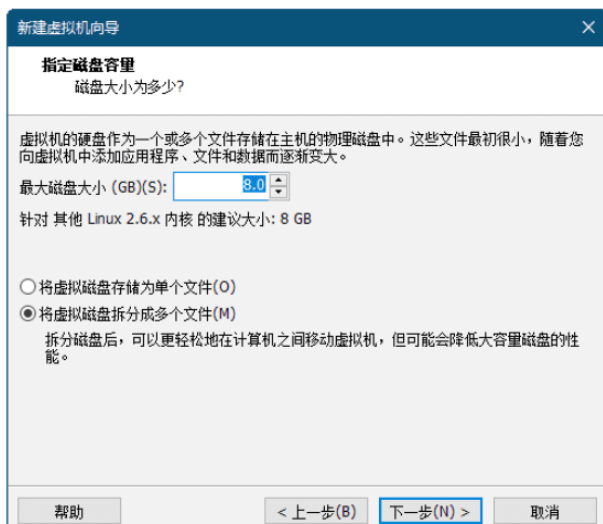 新建虚拟机向导
指定磁盘容量
磁盘大小为多少?
虚拟机的硬盘作为一个或多个文件存储在主机的物理磁盘中。这些文件最初很小，随着您
向虚拟机中添加应用程序、文件和数据而逐渐变大。
最大磁盘大小 (GB)(S): 8.0
针对 其他 Linux 2.6.x 内核 的建议大小: 8 GB
将虚拟磁盘存储为单个文件(O)
将虚拟磁盘拆分成多个文件(M)
拆分磁盘后，可以更轻松地在计算机之间移动虚拟机，但可能会降低大容量磁盘的性
能。
帮助 < 上一步(B) 下一步(N) > 取消